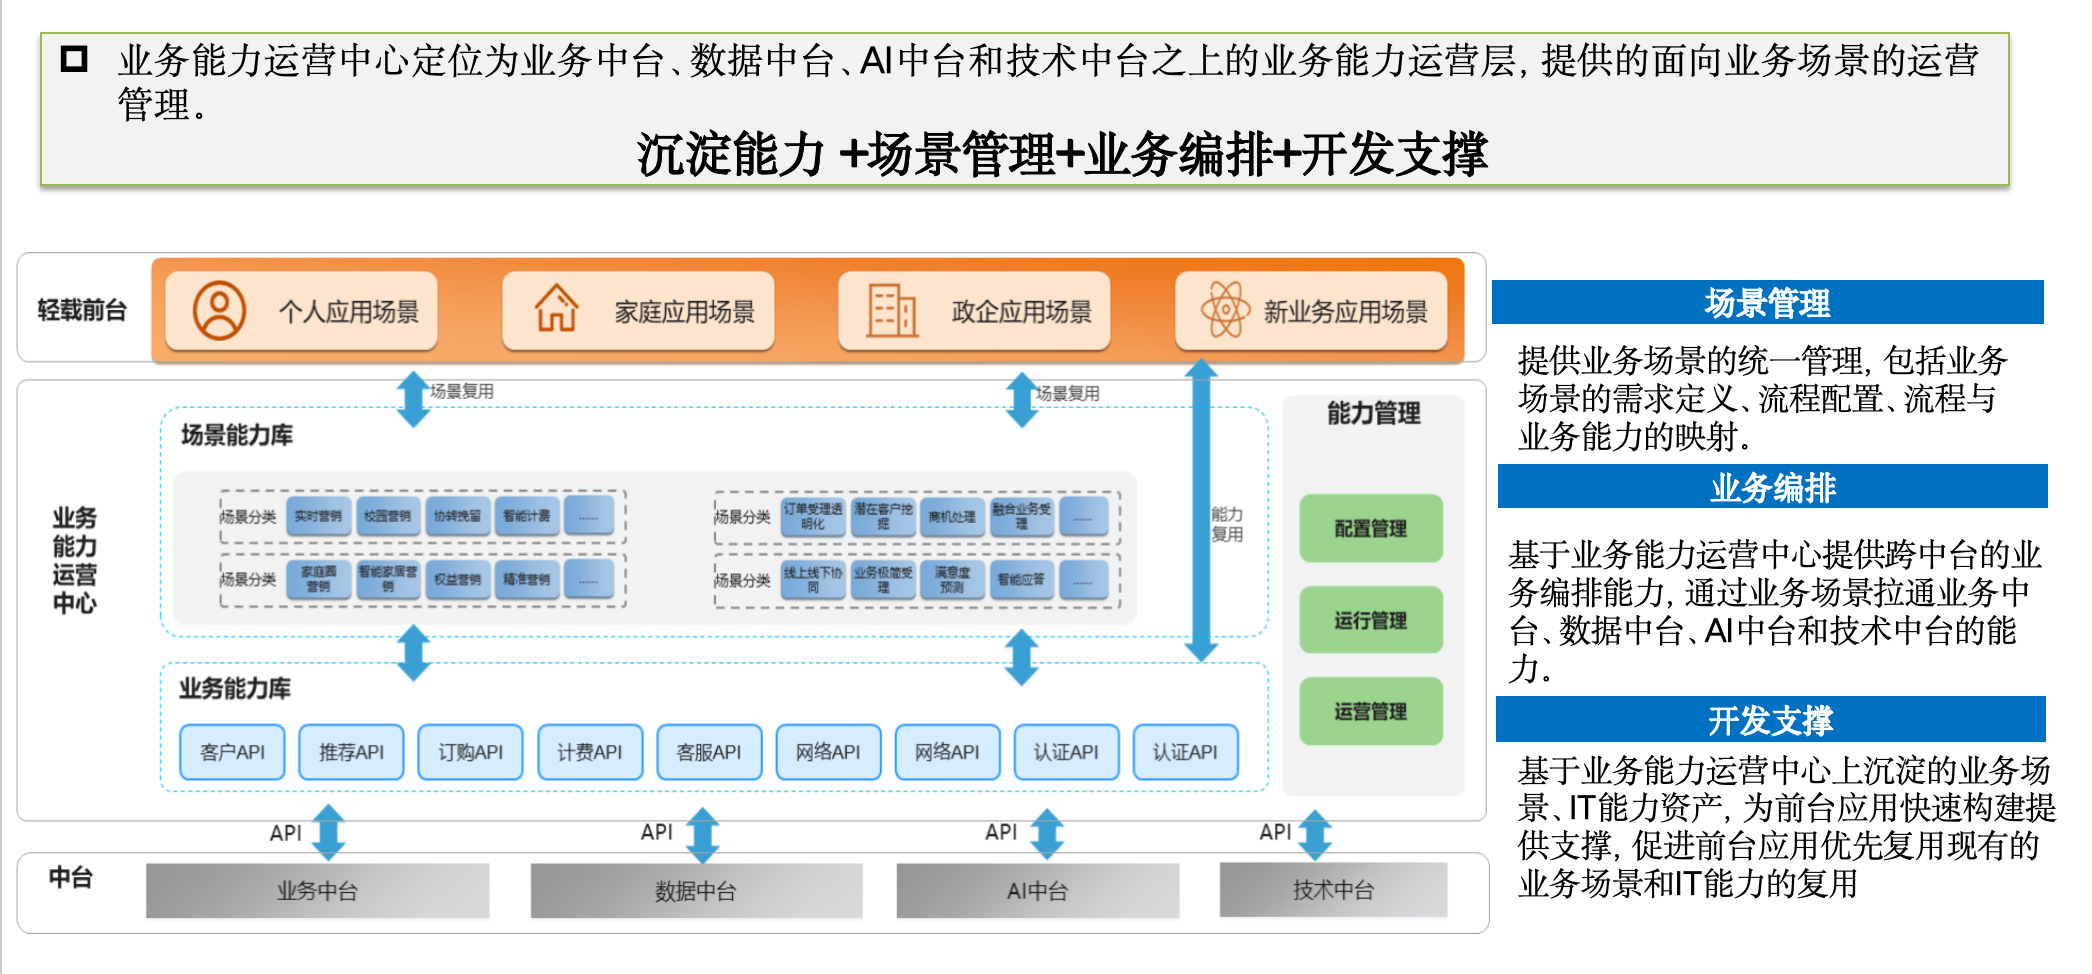 业务能力运营中心定位为业务中台、数据中台、AI中台和技术中台之上的业务能力运营层，提供的面向业务场景的运营
管理。
沉淀能力 +场景管理+业务编排+开发支撑
轻载前台
个人应用场景
家庭应用场景
政企应用场景
新业务应用场景
场景复用
场景复用
业务
能力
运营
中心
场景能力库
场景分类
实时营销
校园营销
协转挽留
智能计费
……
场景分类
订单受理透
明化
潜在客户挖
掘
商机处理
融合业务受
理
……
场景分类
家庭圈
营销
智能家居营
销
权益营销
精准营销
……
场景分类
线上线下协
同
业务极简受
理
满意度
预测
智能应答
……
能力
复用
能力管理
配置管理
运行管理
运营管理
业务能力库
客户API
推荐API
订购API
计费API
客服API
网络API
网络API
认证API
认证API
API
API
API
API
中台
业务中台
数据中台
AI中台
技术中台
场景管理
提供业务场景的统一管理，包括业务
场景的需求定义、流程配置、流程与
业务能力的映射。
业务编排
基于业务能力运营中心提供跨中台的业
务编排能力，通过业务场景拉通业务中
台、数据中台、AI中台和技术中台的能
力。
开发支撑
基于业务能力运营中心上沉淀的业务场
景、IT能力资产，为前台应用快速构建提
供支撑，促进前台应用优先复用现有的
业务场景和IT能力的复用